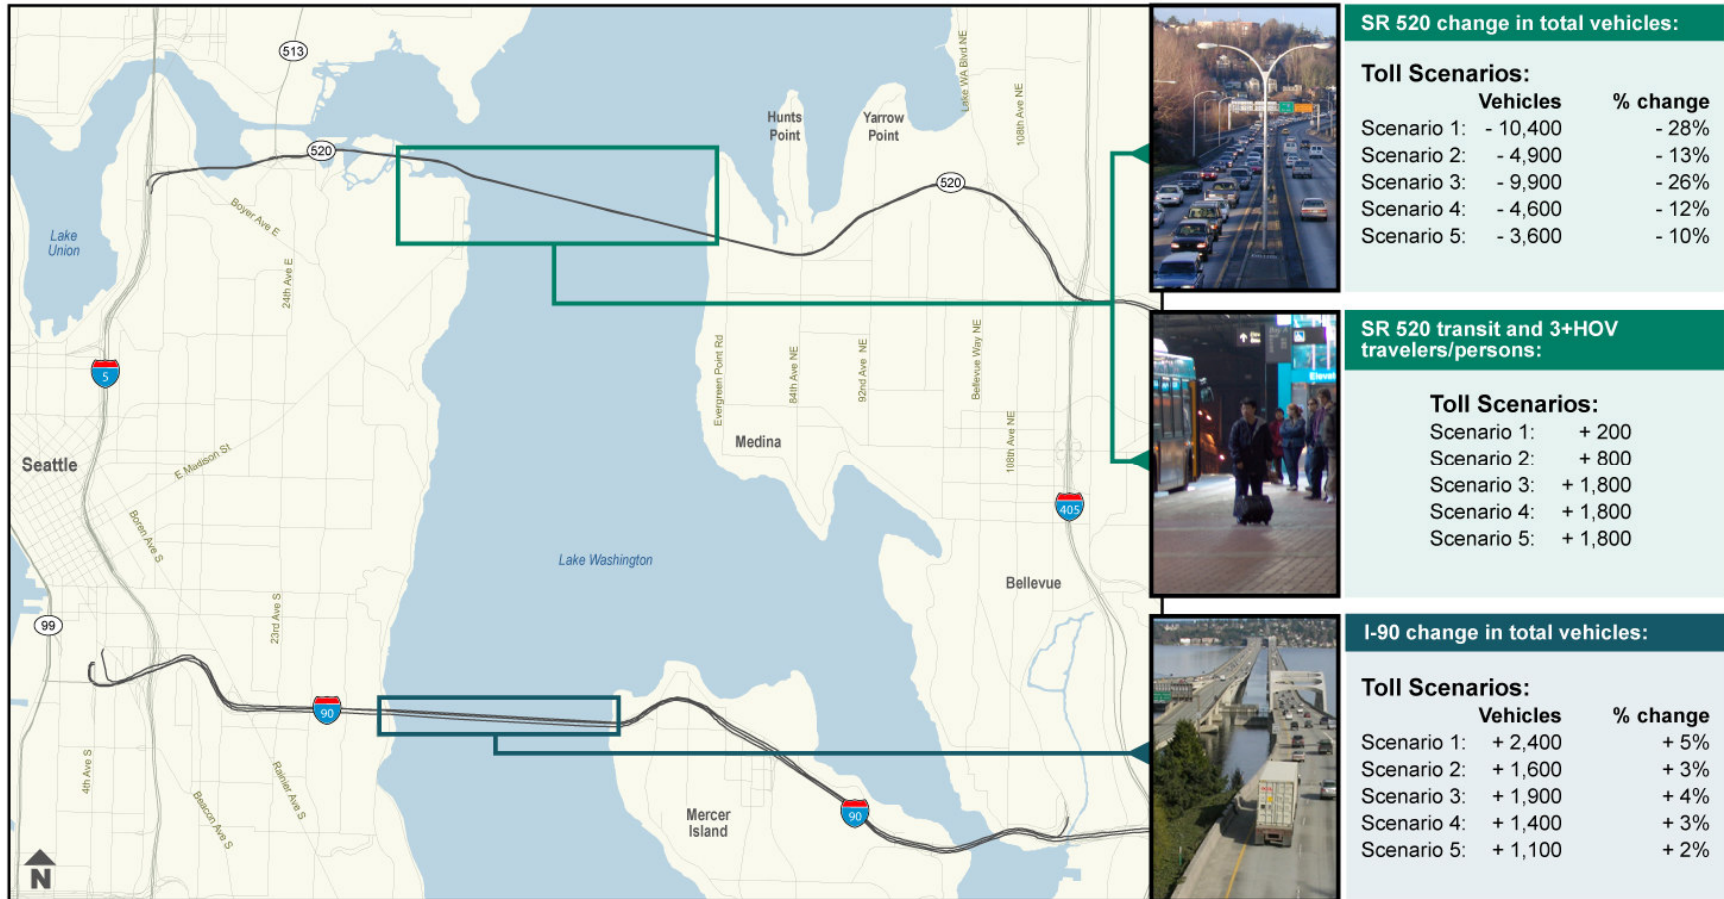 513
520
Hunts
Point
Yarrow
Point
Lake WA Blvd NE
108th Ave NE
520
Boyer Ave E
Lake
Union
24th Ave E
5
Evergreen Point Rd
84th Ave NE
92nd Ave NE
Bellevue Way NE
108th Ave NE
Medina
Seattle
E Madison St
Boren Ave S
405
Lake Washington
Bellevue
99
23rd Ave S
90
4th Ave S
Beacon Ave S
Rainier Ave S
Mercer
Island
90
N
SR 520 change in total vehicles:
Toll Scenarios:
Vehicles % change
Scenario 1: - 10,400 - 28%
Scenario 2: - 4,900 - 13%
Scenario 3: - 9,900 - 26%
Scenario 4: - 4,600 - 12%
Scenario 5: - 3,600 - 10%
SR 520 transit and 3+HOV
travelers/persons:
Toll Scenarios:
Scenario 1: + 200
Scenario 2: + 800
Scenario 3: + 1,800
Scenario 4: + 1,800
Scenario 5: + 1,800
I-90 change in total vehicles:
Toll Scenarios:
Vehicles % change
Scenario 1: + 2,400 + 5%
Scenario 2: + 1,600 + 3%
Scenario 3: + 1,900 + 4%
Scenario 4: + 1,400 + 3%
Scenario 5: + 1,100 + 2%